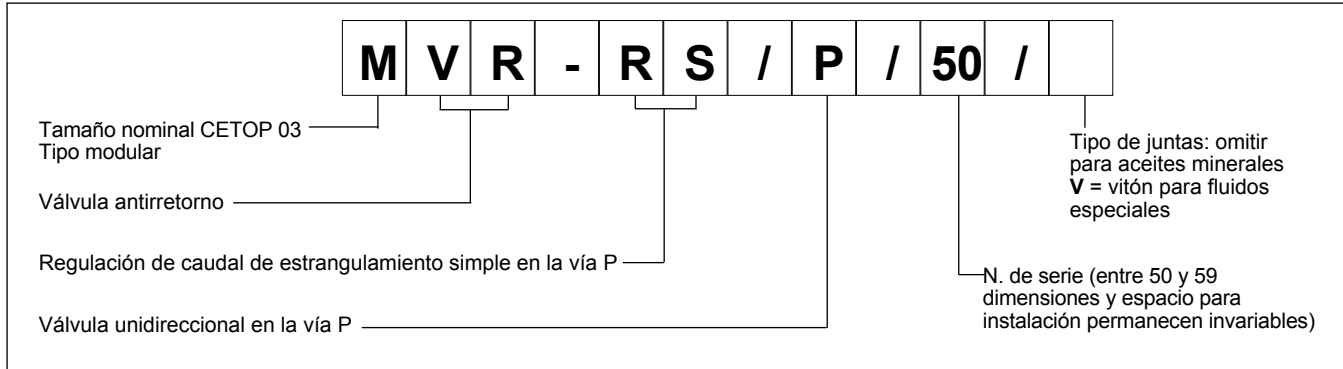 M V R - R S / P / 50 /
Tamaño nominal CETOP 03
Tipo modular
Válvula antirretorno
Regulación de caudal de estrangulamiento simple en la vía P
Válvula unidireccional en la vía P
Tipo de juntas: omitir
para aceites minerales
V = vitón para fluidos
especiales
N. de serie (entre 50 y 59
dimensiones y espacio para
instalación permanecen invariables)